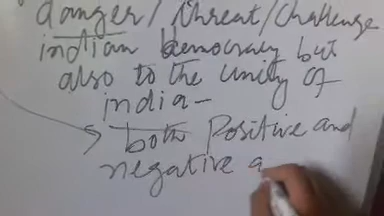 danger/threat/challenge
indian democracy but
also to the unity of
india-
both Positive and
negative a